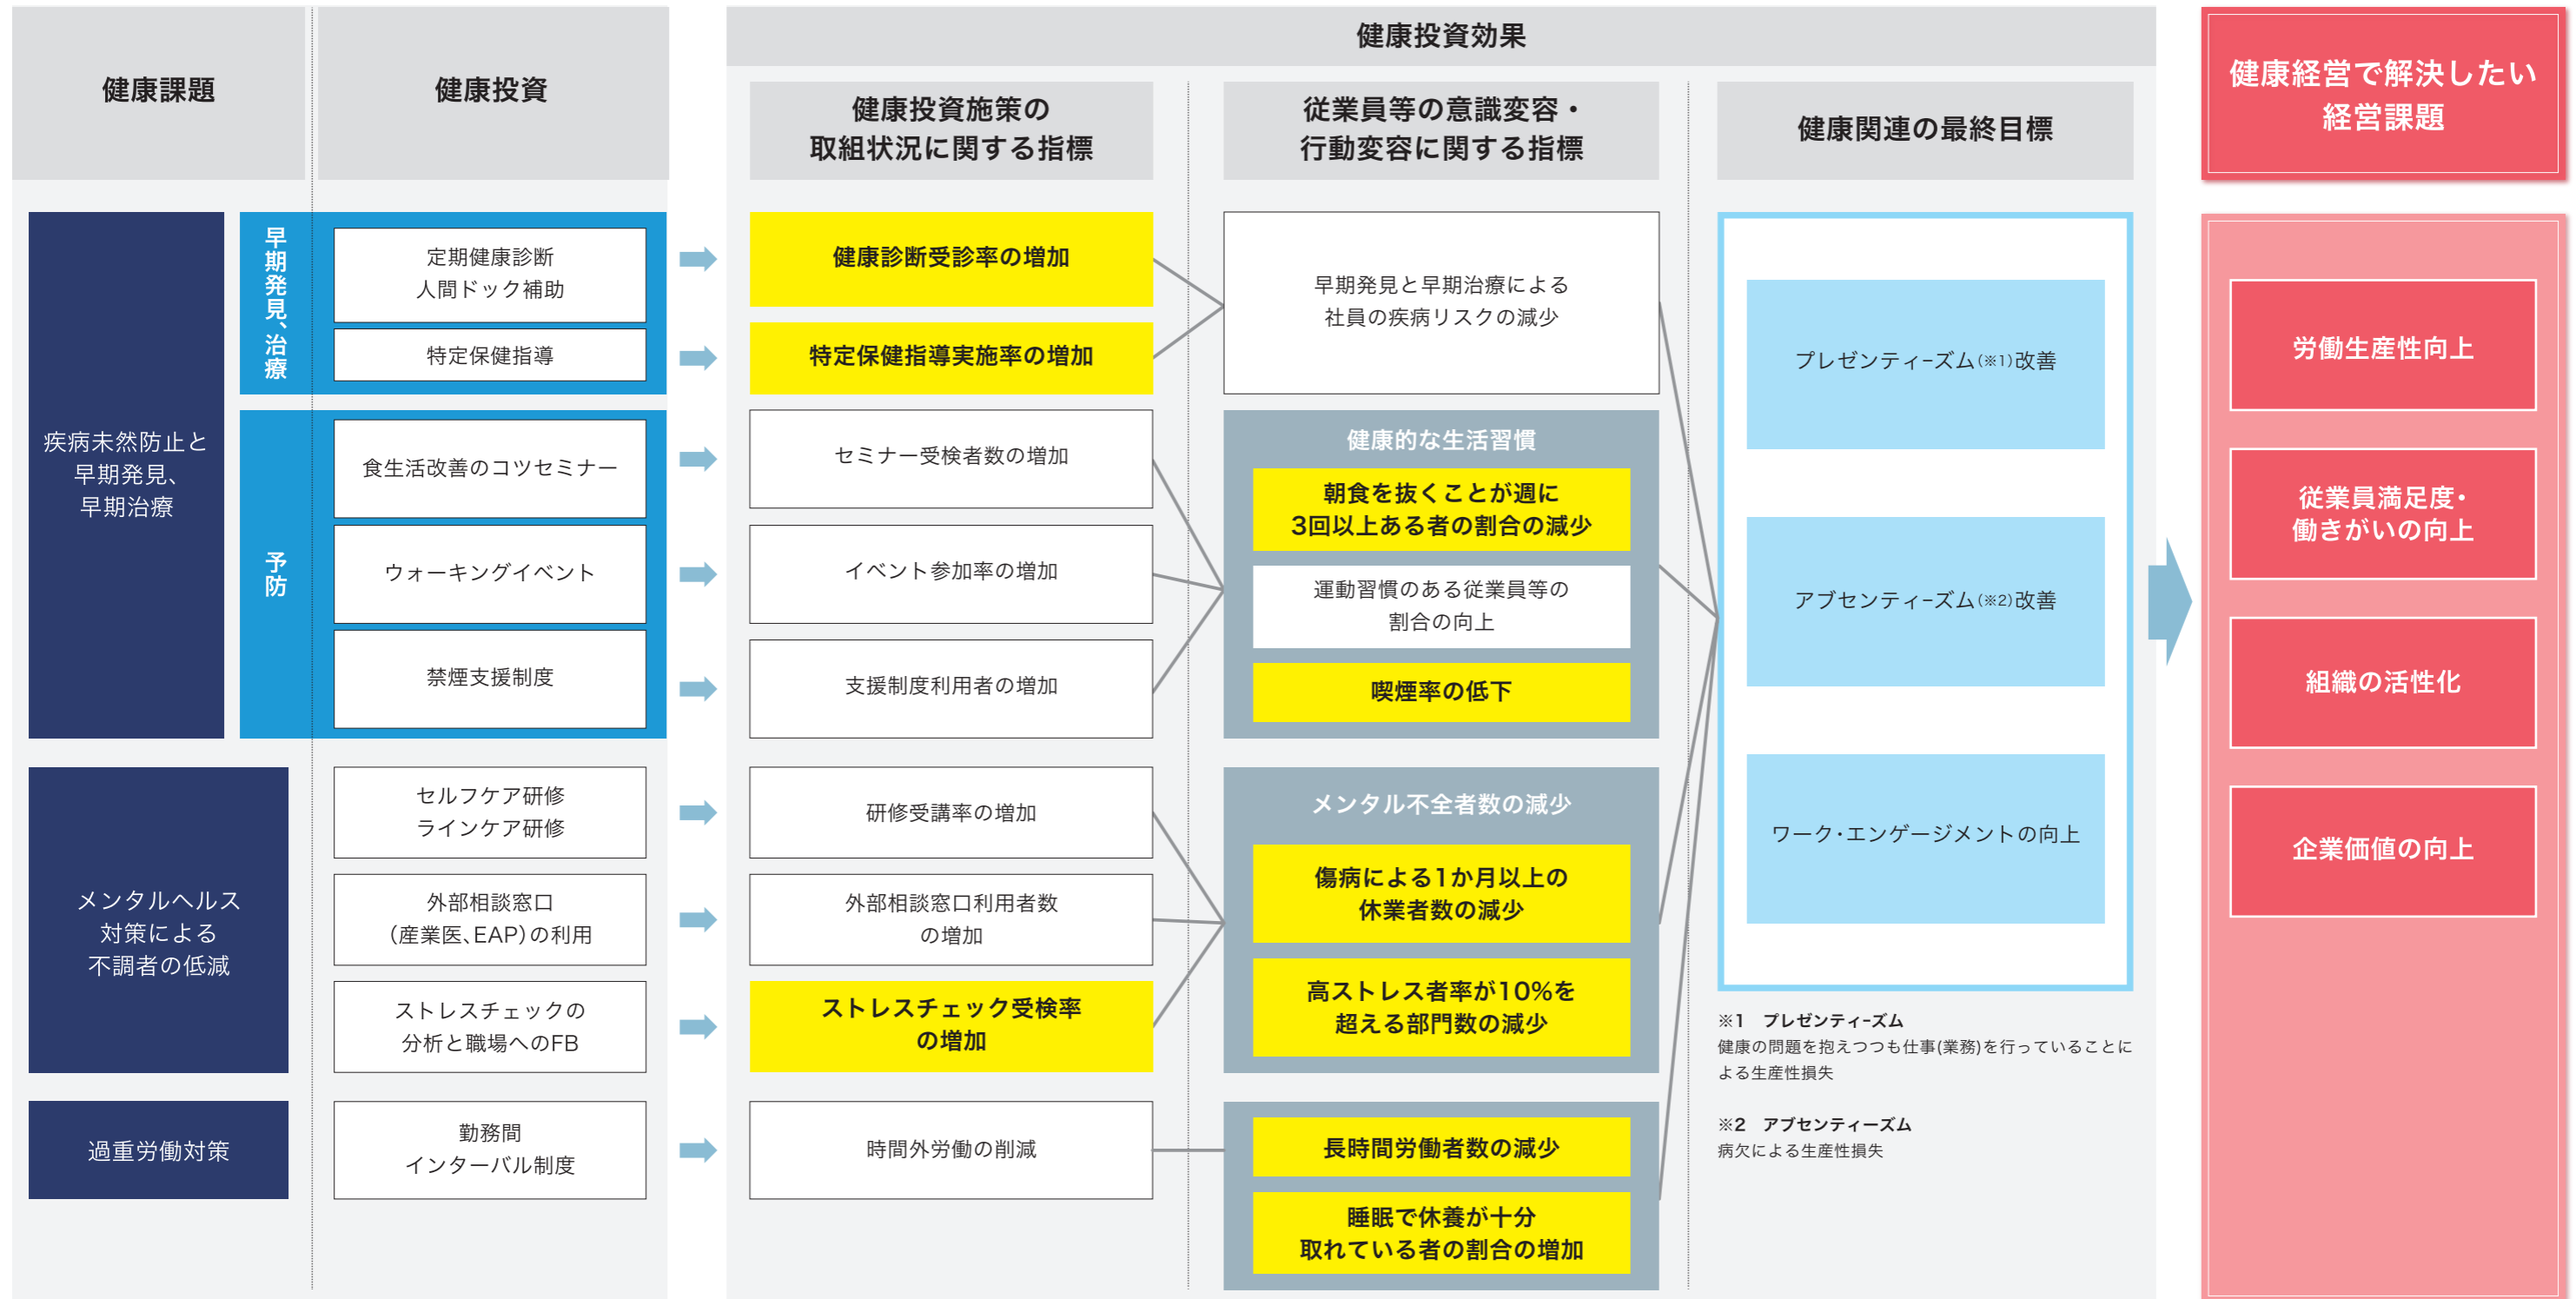 健康課題
健康投資
健康投資効果
健康投資施策の
取組状況に関する指標
従業員等の意識変容・
行動変容に関する指標
健康関連の最終目標
健康経営で解決したい
経営課題
疾病未然防止と
早期発見、
早期治療
早期発見、治療
定期健康診断
人間ドック補助
特定保健指導
予防
食生活改善のコツセミナー
ウォーキングイベント
禁煙支援制度
メンタルヘルス
対策による
不調者の低減
セルフケア研修
ラインケア研修
外部相談窓口
（産業医、EAP）の利用
ストレスチェックの
分析と職場へのFB
過重労働対策
勤務間
インターバル制度
健康診断受診率の増加
特定保健指導実施率の増加
セミナー受検者数の増加
イベント参加率の増加
支援制度利用者の増加
研修受講率の増加
外部相談窓口利用者数
の増加
ストレスチェック受検率
の増加
時間外労働の削減
早期発見と早期治療による
社員の疾病リスクの減少
健康的な生活習慣
朝食を抜くことが週に
3回以上ある者の割合の減少
運動習慣のある従業員等の
割合の向上
喫煙率の低下
メンタル不全者数の減少
傷病による1か月以上の
休業者数の減少
高ストレス者率が10%を
超える部門数の減少
長時間労働者数の減少
睡眠で休養が十分
取れている者の割合の増加
プレゼンティーズム(※1)改善
アブセンティーズム(※2)改善
ワーク・エンゲージメントの向上
※1　プレゼンティーズム
健康の問題を抱えつつも仕事(業務)を行っていることに
よる生産性損失
※2　アブセンティーズム
病欠による生産性損失
労働生産性向上
従業員満足度・
働きがいの向上
組織の活性化
企業価値の向上